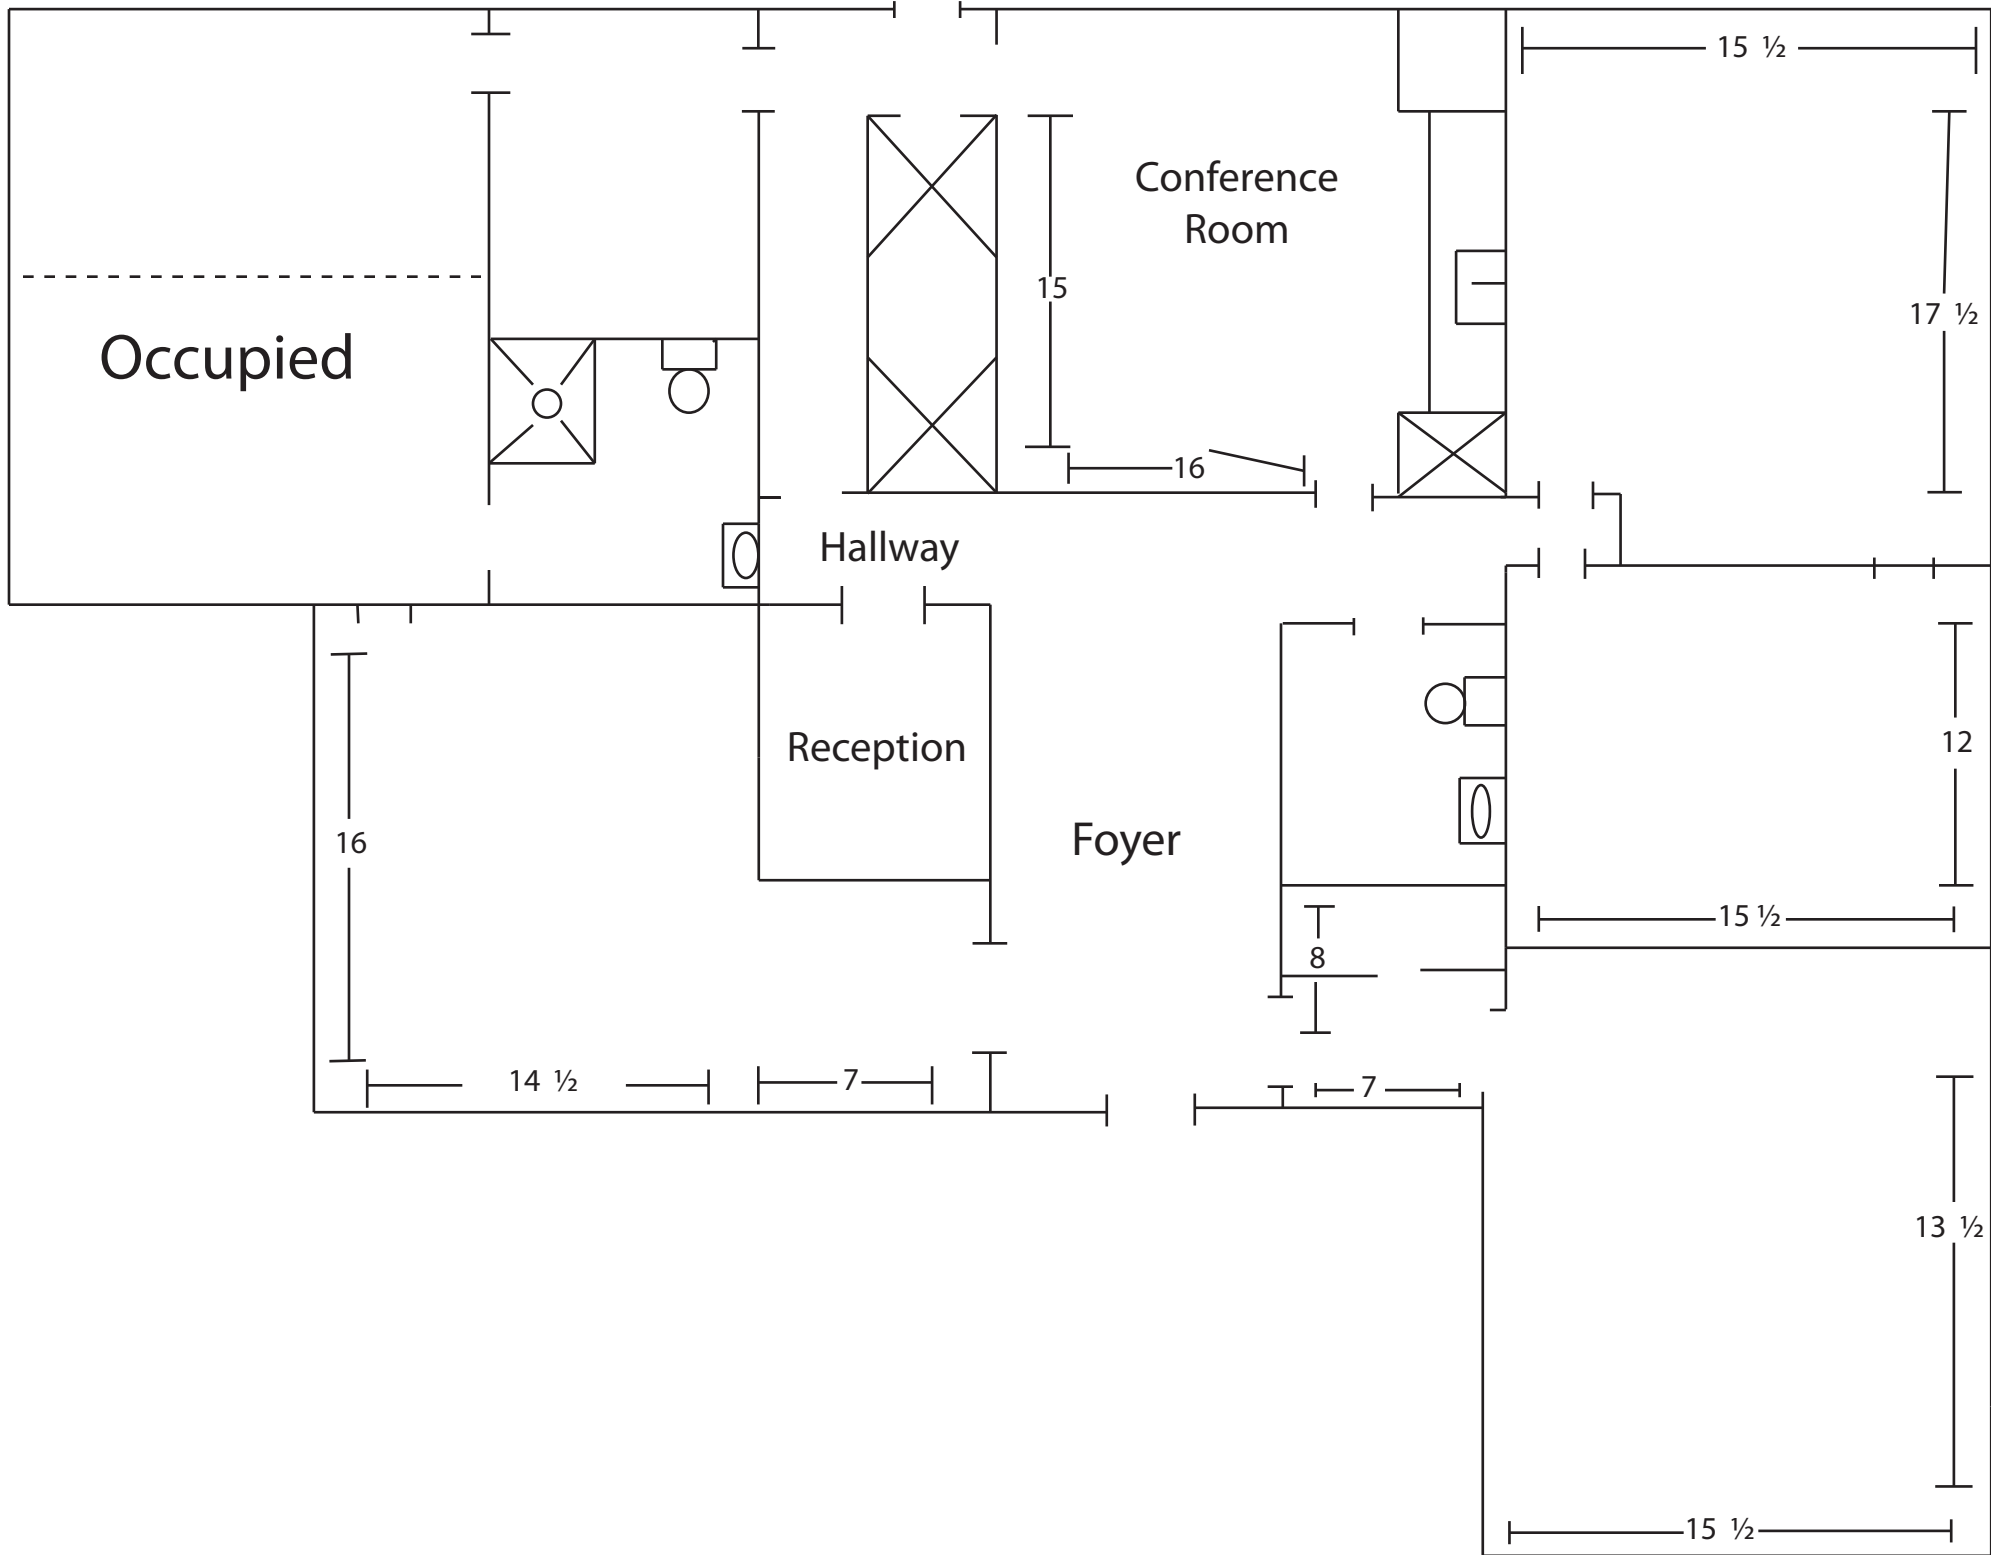 15 ½
Conference
Room
15
17 ½
Occupied
16
Hallway
Reception
12
Foyer
16
15 ½
8
14 ½
7
7
13 ½
15 ½